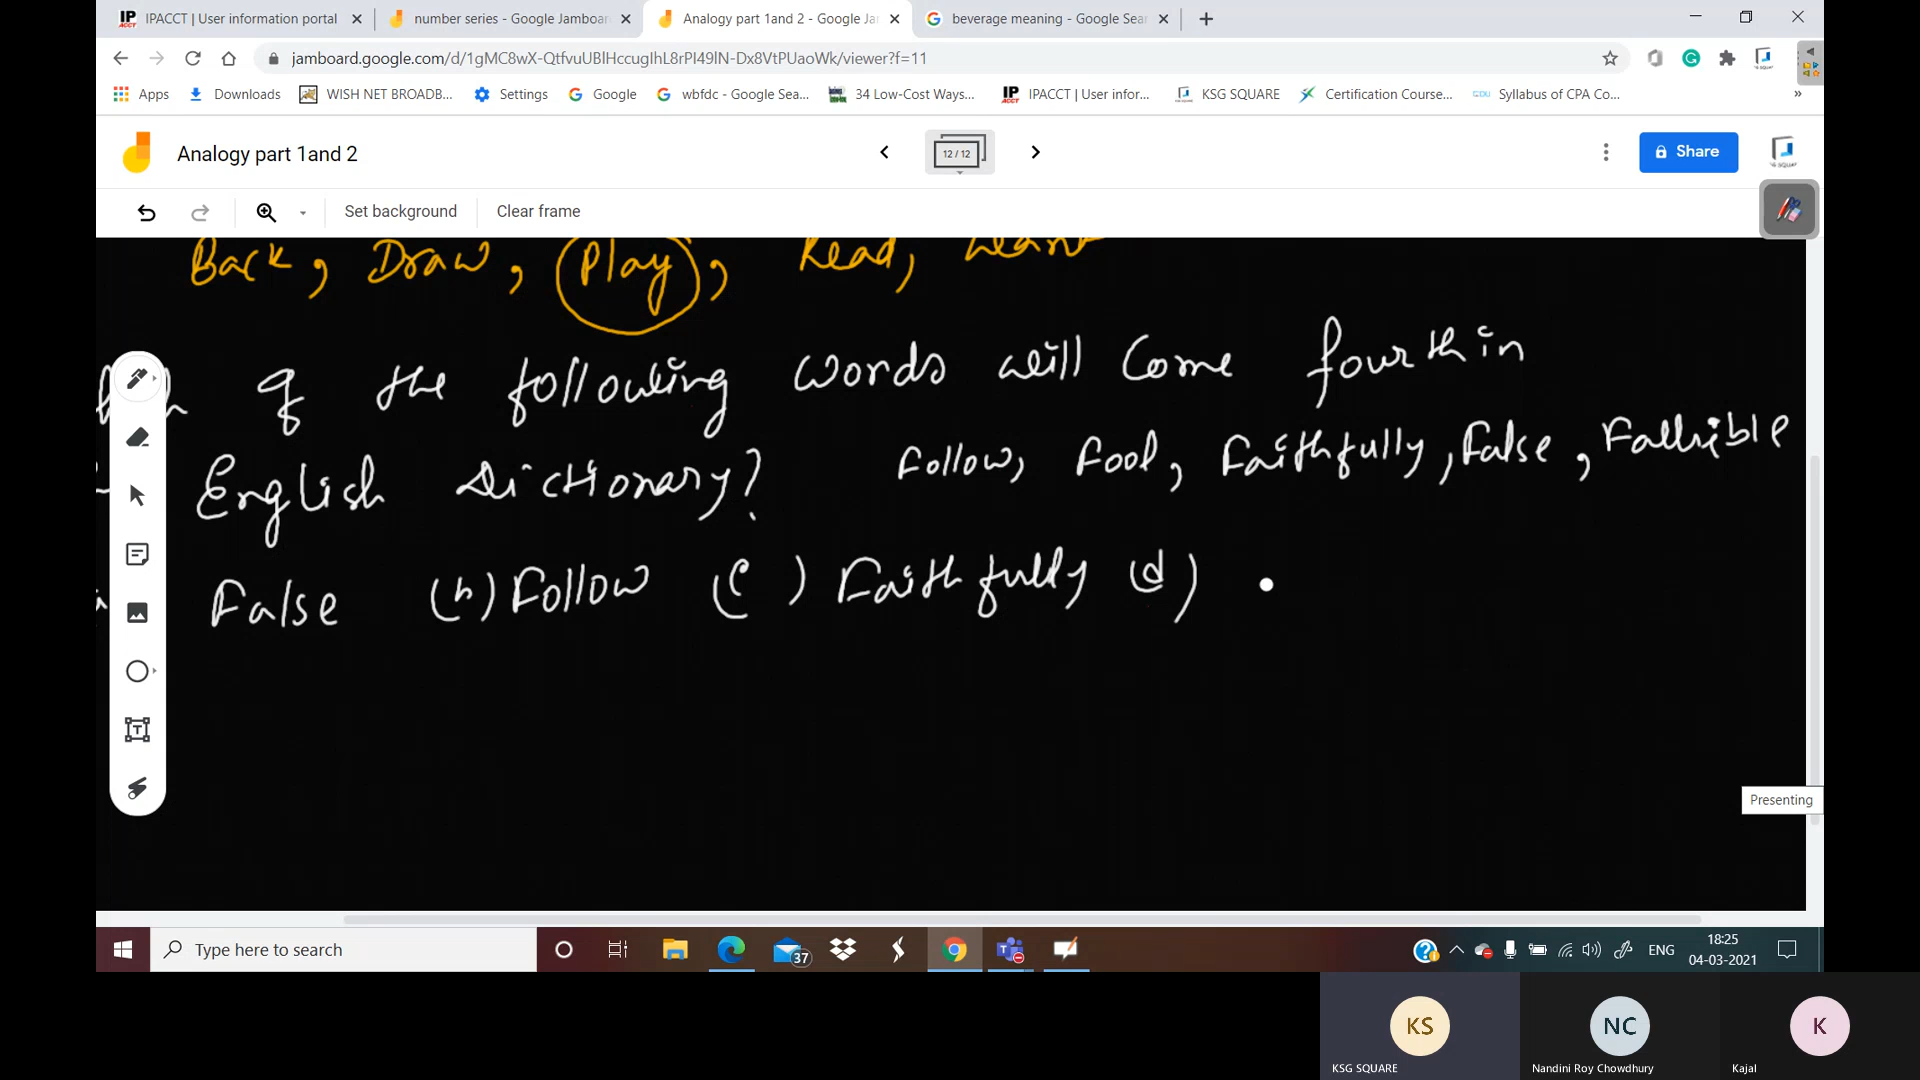 IPACCT | User information portal
number series - Google Jamboar
Analogy part 1and 2 - Google Ja
beverage meaning - Google Sea
jamboard.google.com/d/1gMC8wX-QtfvuUBlHccugIhL8rPI49lN-Dx8VtPUaoWk/viewer?f=11
Apps Downloads WISH NET BROADB... Settings Google wbfdc - Google Sea... 34 Low-Cost Ways... IPACCT | User infor... KSG SQUARE Certification Course... Syllabus of CPA Co... »
Analogy part 1and 2
12 / 12
Share
Set background Clear frame
Back, Draw, Play, Read,
of the following words will come fourth in
English Dictionary? Follow, Fool, Faithfully, False,
False (b) Follow (c) Faithfully (d)
Presenting
Type here to search
37
ENG
18:25
04-03-2021
KS NC K
KSG SQUARE Nandini Roy Chowdhury Kajal